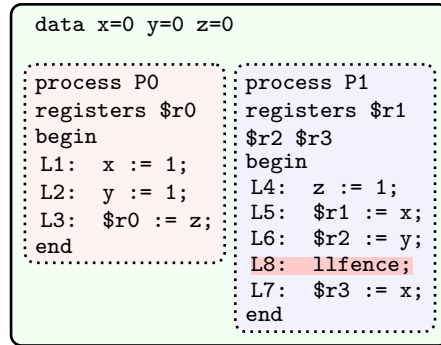 data x=0 y=0 z=0
process P0
registers $r0
begin
L1: x := 1;
L2: y := 1;
L3: $r0 := z;
end
process P1
registers $r1
$r2 $r3
begin
L4: z := 1;
L5: $r1 := x;
L6: $r2 := y;
L8: llfence;
L7: $r3 := x;
end